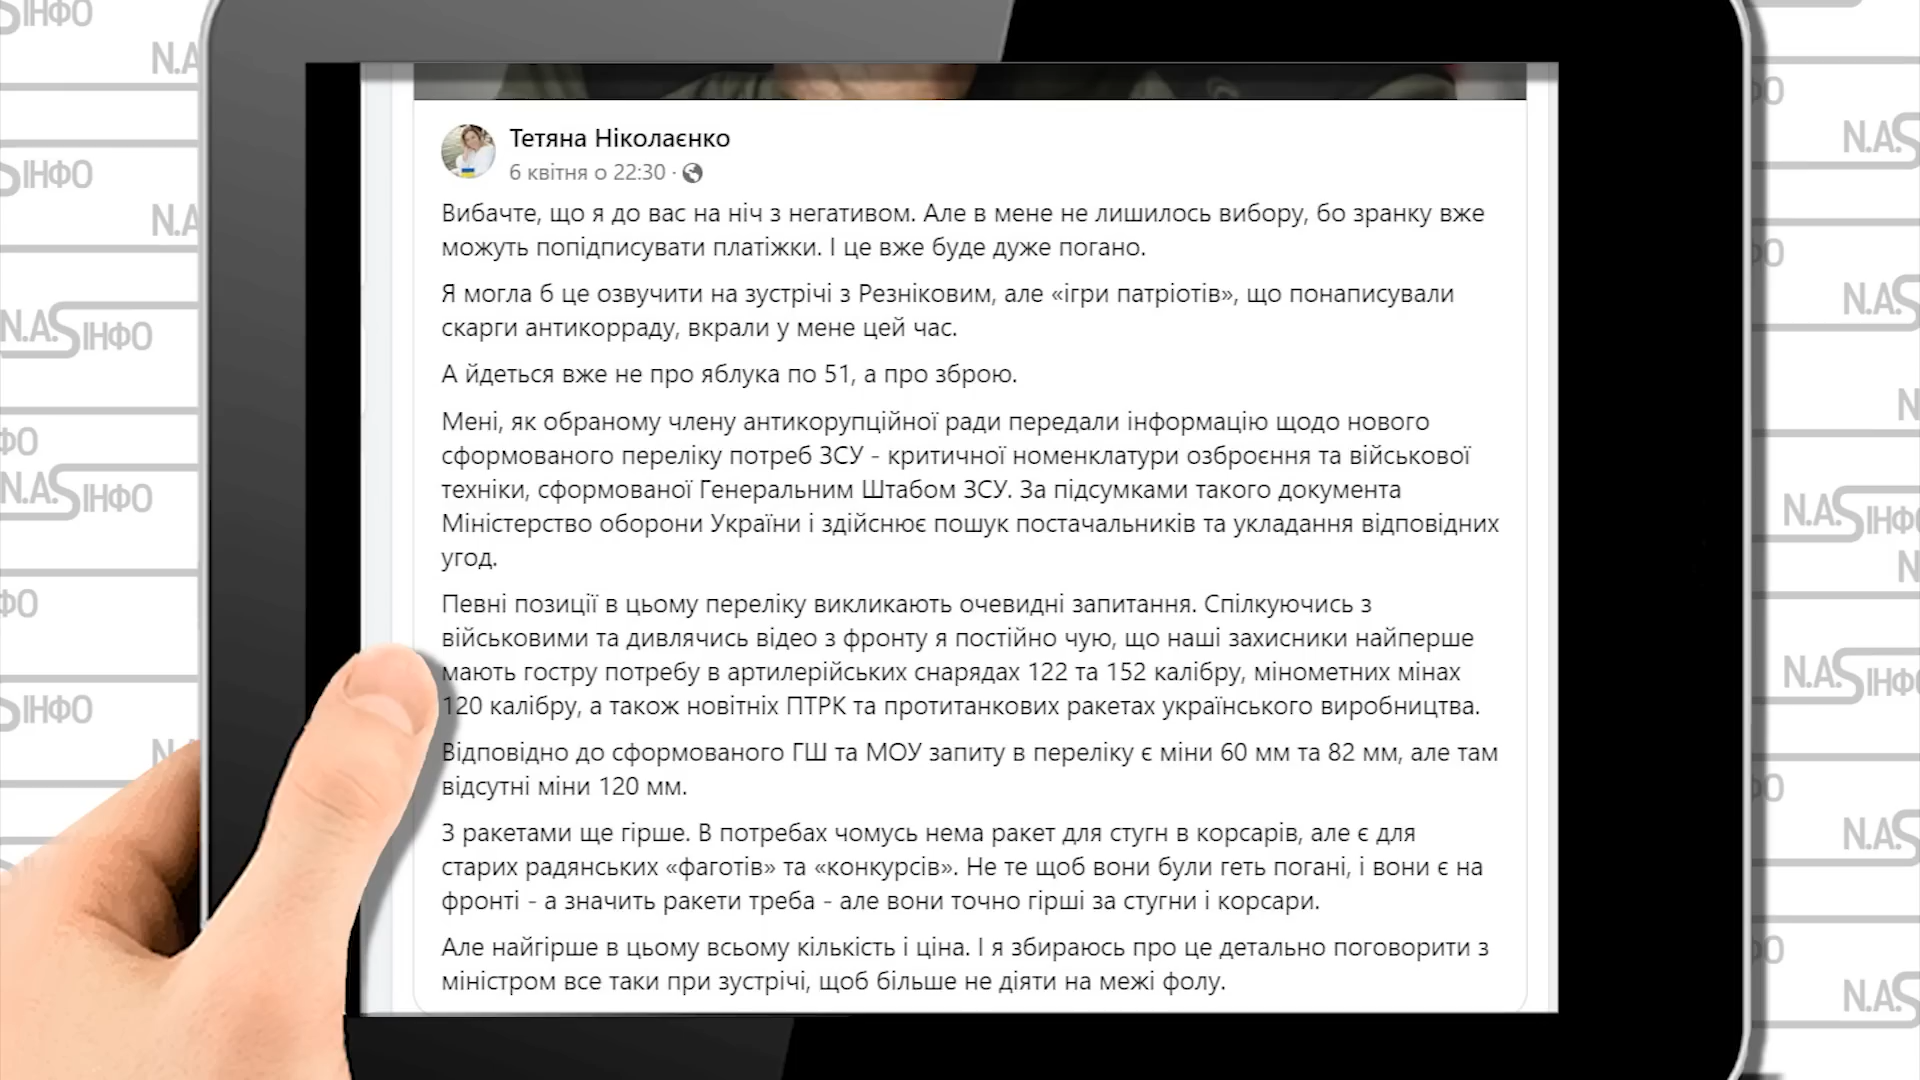 Тетяна Ніколаєнко
6 квітня о 22:30 ·
Вибачте, що я до вас на ніч з негативом. Але в мене не лишилось вибору, бо зранку вже
можуть попідписувати платіжки. І це вже буде дуже погано.
Я могла б це озвучити на зустрічі з Резніковим, але «ігри патріотів», що понаписували
скарги антикорраду, вкрали у мене цей час.
А йдеться вже не про яблука по 51, а про зброю.
Мені, як обраному члену антикорупційної ради передали інформацію щодо нового
сформованого переліку потреб ЗСУ - критичної номенклатури озброєння та військової
техніки, сформованої Генеральним Штабом ЗСУ. За підсумками такого документа
Міністерство оборони України і здійснює пошук постачальників та укладання відповідних
угод.
Певні позиції в цьому переліку викликають очевидні запитання. Спілкуючись з
військовими та дивлячись відео з фронту я постійно чую, що наші захисники найперше
мають гостру потребу в артилерійських снарядах 122 та 152 калібру, мінометних мінах
120 калібру, а також новітніх ПТРК та протитанкових ракетах українського виробництва.
Відповідно до сформованого ГШ та МОУ запиту в переліку є міни 60 мм та 82 мм, але там
відсутні міни 120 мм.
З ракетами ще гірше. В потребах чомусь нема ракет для стугн в корсарів, але є для
старих радянських «фаготів» та «конкурсів». Не те щоб вони були геть погані, і вони є на
фронті - а значить ракети треба - але вони точно гірші за стугни і корсари.
Але найгірше в цьому всьому кількість і ціна. І я збираюсь про це детально поговорити з
міністром все таки при зустрічі, щоб більше не діяти на межі фолу.
N.A.SІНФО
N.A.SІНФО
N.A.SІНФО
N.A.SІНФО